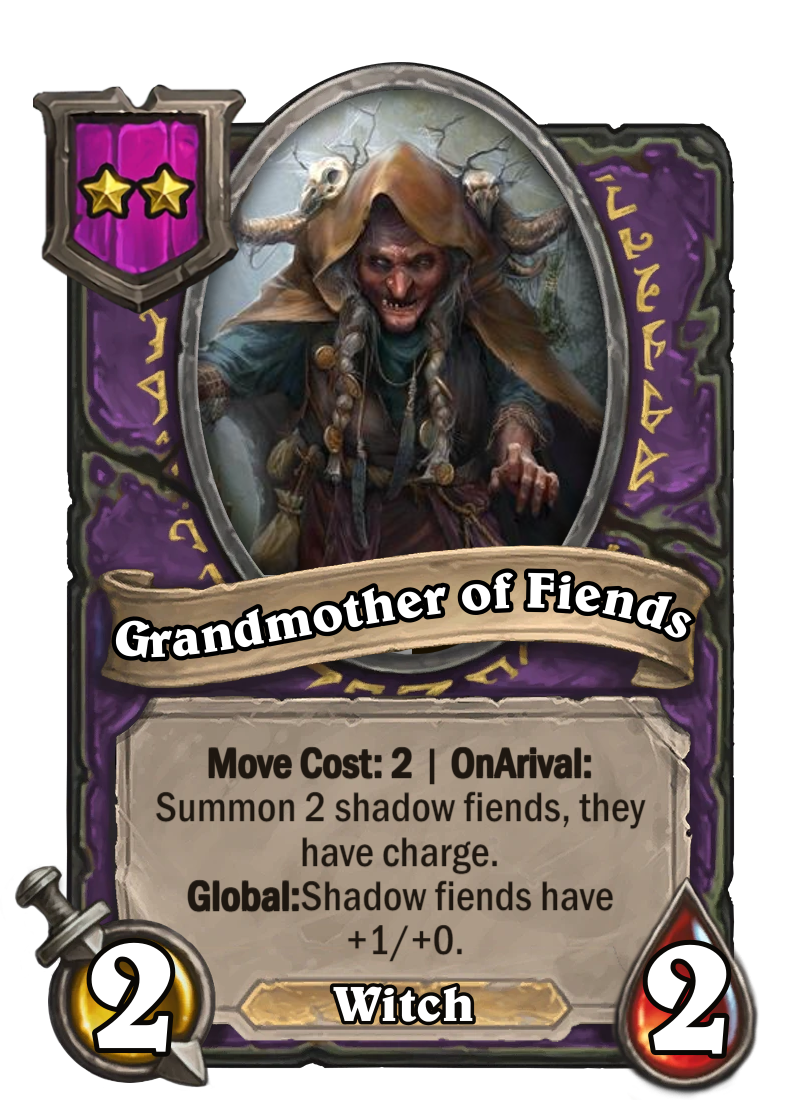 Grandmother of Fiends
Move Cost: 2 | OnArival:
Summon 2 shadow fiends, they
have charge.
Global:Shadow fiends have
+1/+0.
2
Witch
2